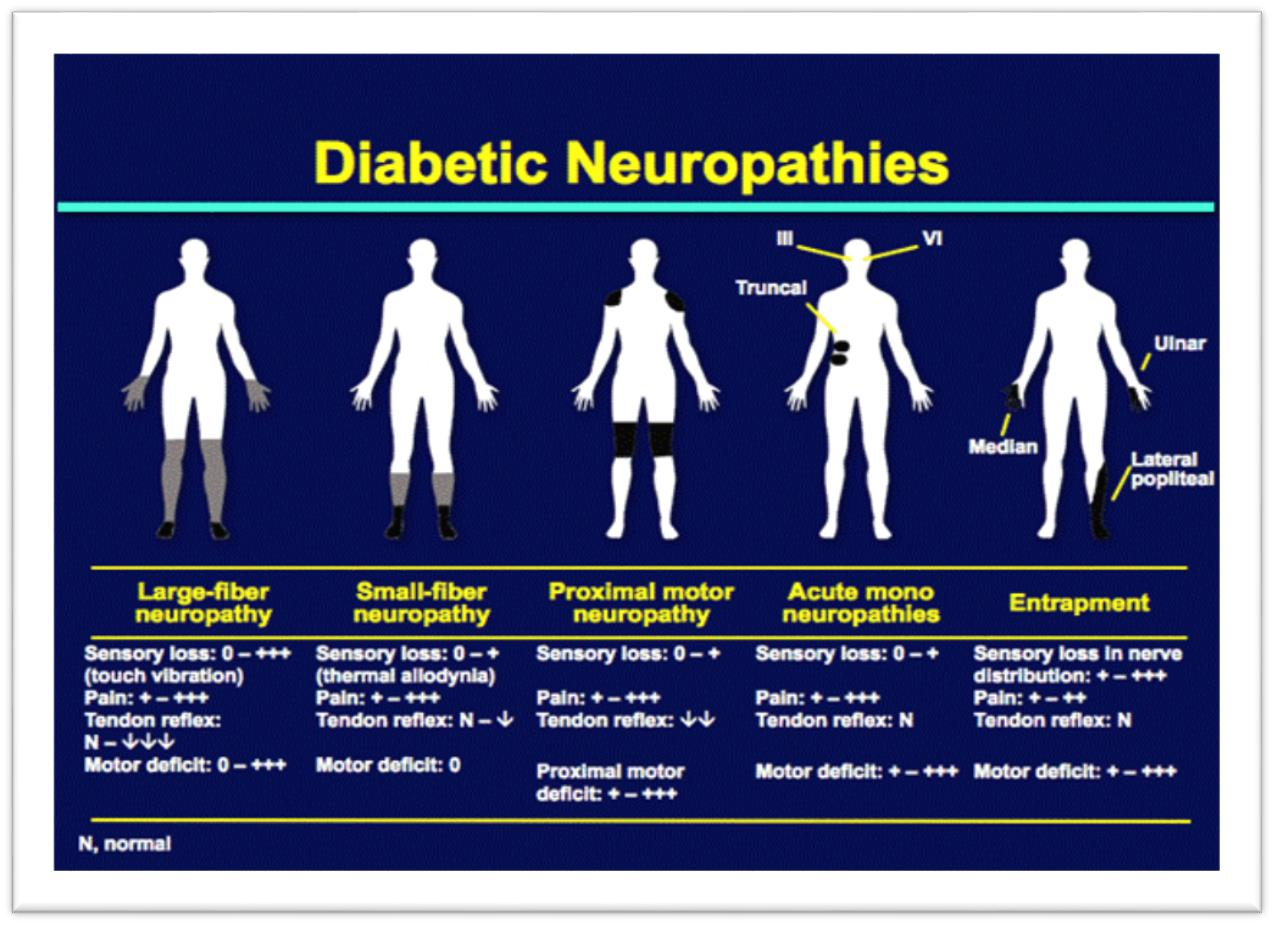 Diabetic Neuropathies
III
VI
Truncal
Ulnar
Median
Lateral
popliteal
Large-fiber
neuropathy
Small-fiber
neuropathy
Proximal motor
neuropathy
Acute mono
neuropathies
Entrapment
Sensory loss: 0 – +++
(touch vibration)
Pain: + – +++
Tendon reflex:
N – ↓↓↓
Motor deficit: 0 – +++
Sensory loss: 0 – +
(thermal allodynia)
Pain: + – +++
Tendon reflex: N – ↓
Motor deficit: 0
Sensory loss: 0 – +
Pain: + – +++
Tendon reflex: ↓↓
Proximal motor
deficit: + – +++
Sensory loss: 0 – +
Pain: + – +++
Tendon reflex: N
Motor deficit: + – +++
Sensory loss in nerve
distribution: + – +++
Pain: + – ++
Tendon reflex: N
Motor deficit: + – +++
N, normal